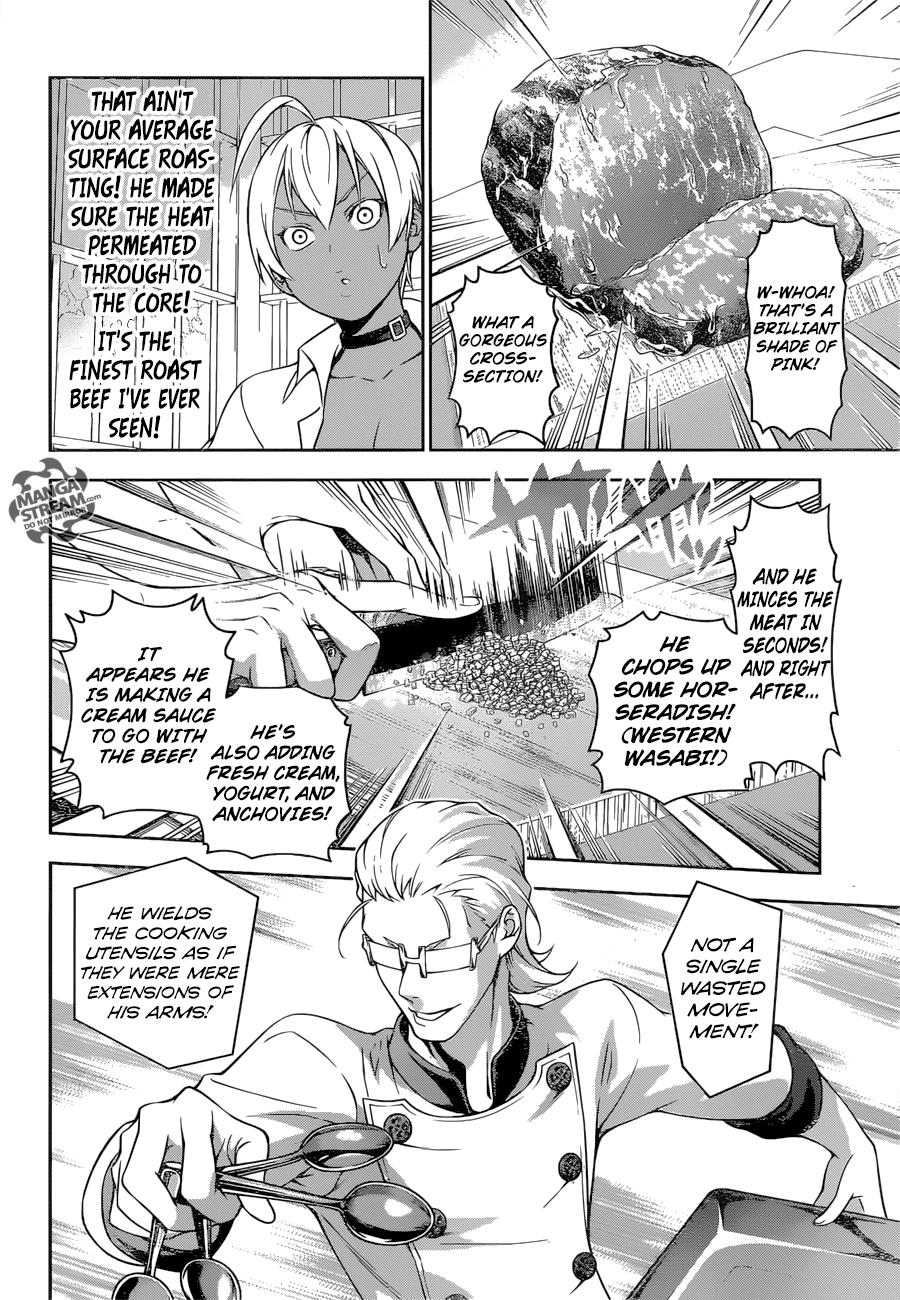 W-WHOA!
THAT'S A
BRILLIANT
SHADE OF
PINK!
WHAT A
GORGEOUS
CROSS-
SECTION!
THAT AIN'T
YOUR AVERAGE
SURFACE ROAS-
TING! HE MADE
SURE THE HEAT
PERMEATED
THROUGH TO
THE CORE!
IT'S THE
FINEST ROAST
BEEF I'VE EVER
SEEN!
MANGA
STREAM.com
DO NOT MIRROR
AND HE
MINCES THE
MEAT IN
SECONDS!
AND RIGHT
AFTER...
HE
CHOPS UP
SOME HOR-
SERADISH!
(WESTERN
WASABI!)
HE'S
ALSO ADDING
FRESH CREAM,
YOGURT, AND
ANCHOVIES!
IT
APPEARS HE
IS MAKING A
CREAM SAUCE
TO GO WITH
THE BEEF!
NOT A
SINGLE
WASTED
MOVE-
MENT!
HE WIELDS
THE COOKING
UTENSILS AS IF
THEY WERE MERE
EXTENSIONS OF
HIS ARMS!